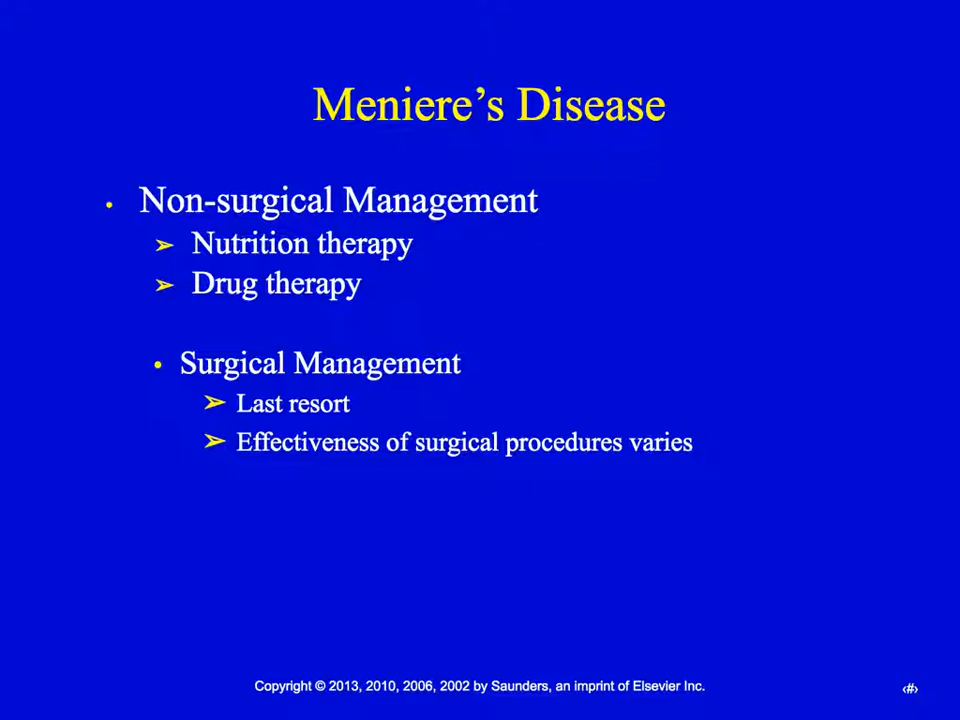 Meniere’s Disease
• Non-surgical Management
➢ Nutrition therapy
➢ Drug therapy
• Surgical Management
➢ Last resort
➢ Effectiveness of surgical procedures varies
Copyright © 2013, 2010, 2006, 2002 by Saunders, an imprint of Elsevier Inc.
‹#›